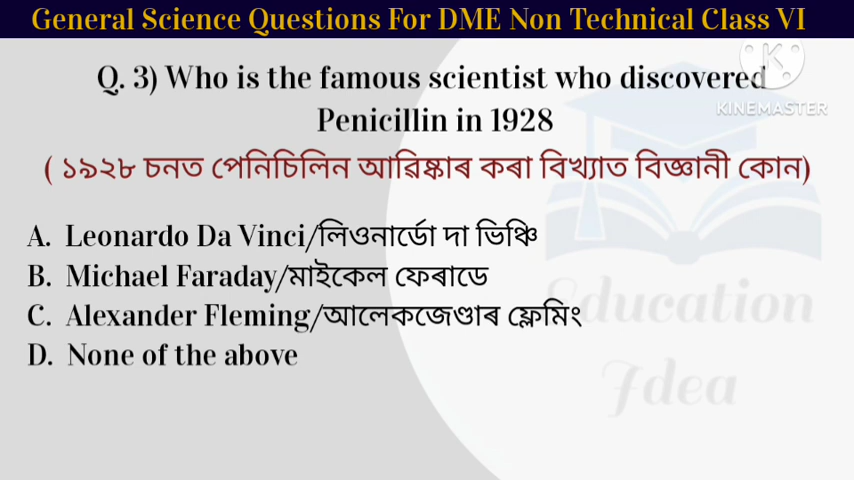 General Science Questions For DME Non Technical Class VI
KINEMASTER
Q. 3) Who is the famous scientist who discovered
Penicillin in 1928
( ১৯২৮ চনত পেনিচিলিন আৱিষ্কাৰ কৰা বিখ্যাত বিজ্ঞানী কোন)
A. Leonardo Da Vinci/লিওনাৰ্ডো দা ভিঞ্চি
B. Michael Faraday/মাইকেল ফেৰাডে
C. Alexander Fleming/আলেকজেণ্ডাৰ ফ্লেমিং
D. None of the above
Education
Idea